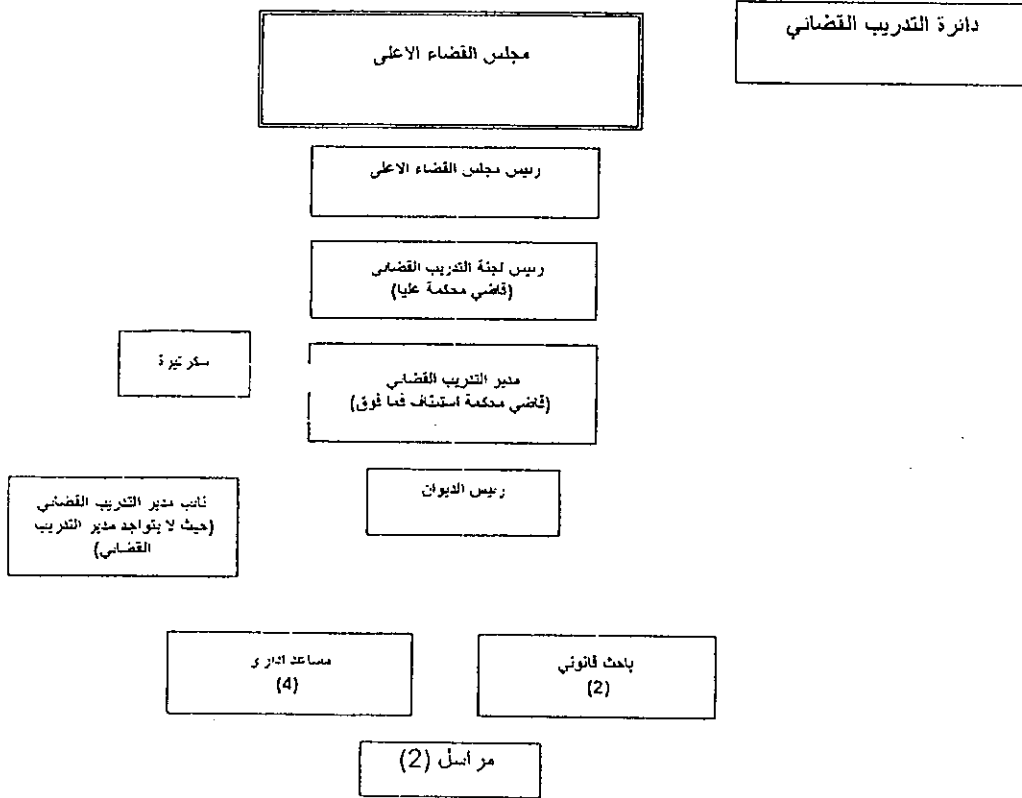 دائرة التدريب القضائي
مجلس القضاء الاعلى
رئيس مجلس القضاء الاعلى
رئيس لجنة التدريب القضائي
(قاضي محكمة عليا)
سكرتيرة
مدير التدريب القضائي
(قاضي محكمة استئناف فما فوق)
رئيس الديوان
نائب مدير التدريب القضائي
(حيث لا يتواجد مدير التدريب
القضائي)
باحث قانوني
(2)
مساعد اداري
(4)
مراسل (2)